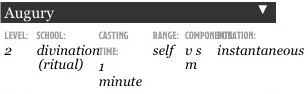 Augury ▼
LEVEL: SCHOOL: CASTING TIME: RANGE: COMPONENTS: DURATION:
2 divination (ritual) 1 minute self v s m instantaneous